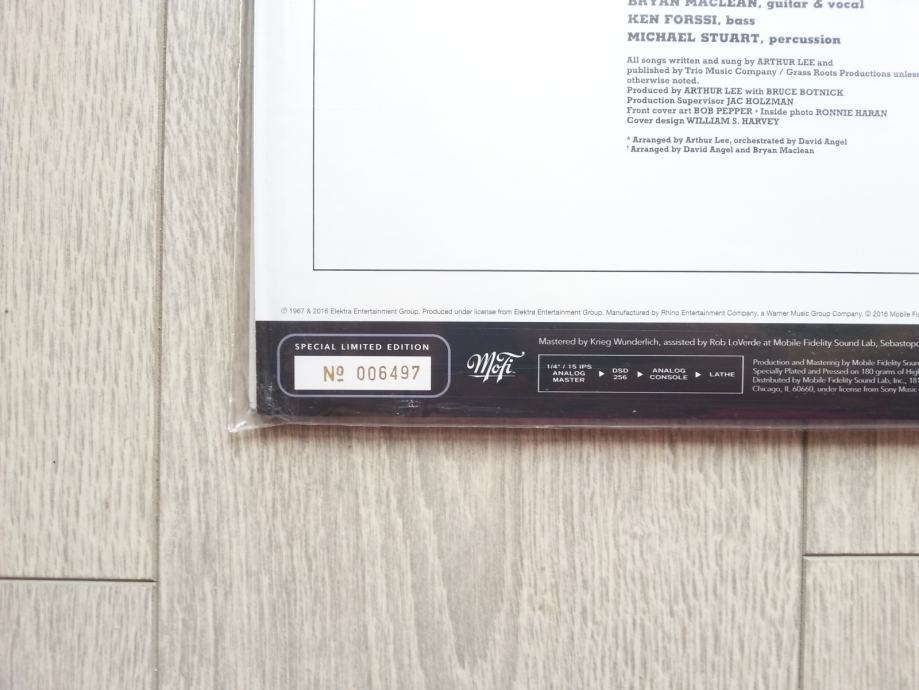 BRYAN MACLEAN, guitar & vocal
KEN FORSSI, bass
MICHAEL STUART, percussion
All songs written and sung by ARTHUR LEE and
published by Trio Music Company / Grass Roots Productions unless
otherwise noted.
Produced by ARTHUR LEE with BRUCE BOTNICK
Production Supervisor JAC HOLZMAN
Front cover art BOB PEPPER • Inside photo RONNIE HARAN
Cover design WILLIAM S. HARVEY
* Arranged by Arthur Lee, orchestrated by David Angel
† Arranged by David Angel and Bryan Maclean
℗ 1967 & 2016 Elektra Entertainment Group. Produced under license from Elektra Entertainment Group. Manufactured by Rhino Entertainment Company, a Warner Music Group Company. © 2016 Mobile
SPECIAL LIMITED EDITION
Nº 006497
MoFi
Mastered by Krieg Wunderlich, assisted by Rob LoVerde at Mobile Fidelity Sound Lab, Sebastopo
1/4" / 15 IPS ANALOG MASTER ▶ DSD 256 ▶ ANALOG CONSOLE ▶ LATHE
Production and Mastering by Mobile Fidelity Soun
Specially Plated and Pressed on 180 grams of Hig
Distributed by Mobile Fidelity Sound Lab, Inc., 18
Chicago, IL 60660, under license from Sony Music